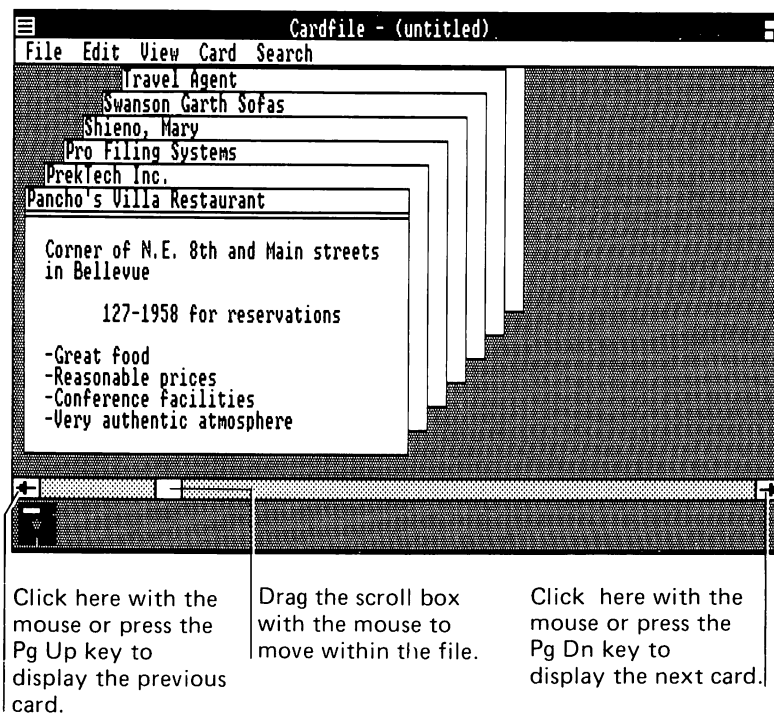 Cardfile - (untitled)
File Edit View Card Search
Travel Agent
Swanson Garth Sofas
Shieno, Mary
Pro Filing Systems
PrekTech Inc.
Pancho's Villa Restaurant
Corner of N.E. 8th and Main streets
in Bellevue
127-1958 for reservations
-Great food
-Reasonable prices
-Conference facilities
-Very authentic atmosphere
Click here with the
mouse or press the
Pg Up key to
display the previous
card.
Drag the scroll box
with the mouse to
move within the file.
Click here with the
mouse or press the
Pg Dn key to
display the next card.